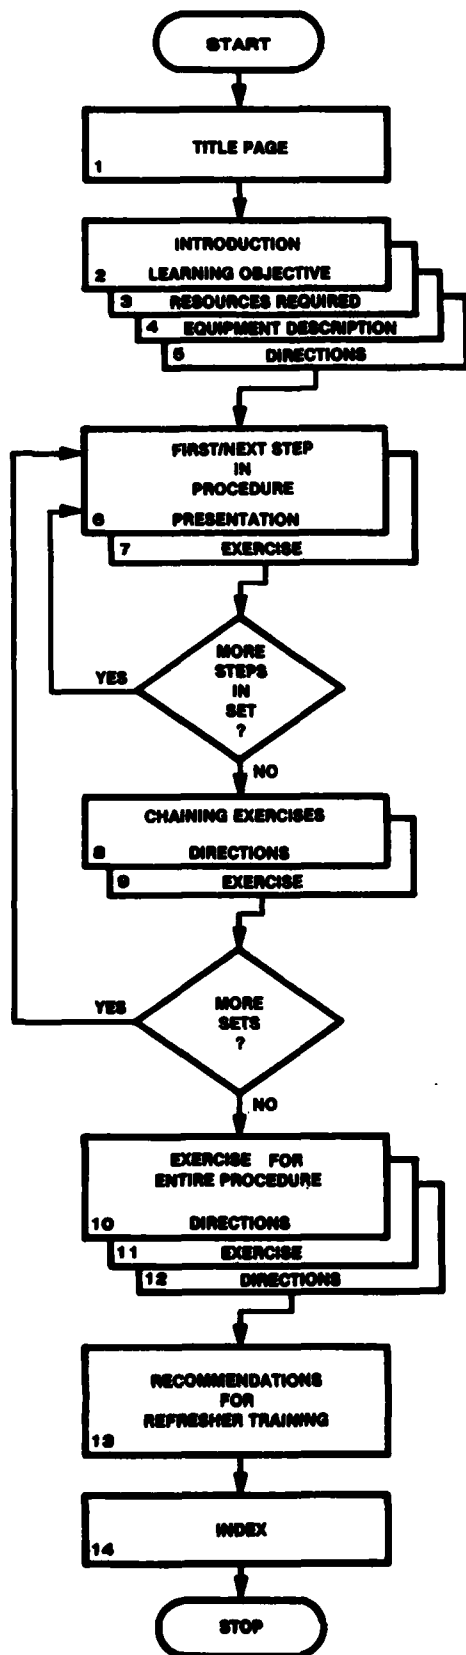 START
TITLE PAGE
1
INTRODUCTION
2 LEARNING OBJECTIVE
3 RESOURCES REQUIRED
4 EQUIPMENT DESCRIPTION
5 DIRECTIONS
FIRST/NEXT STEP
IN
PROCEDURE
6 PRESENTATION
7 EXERCISE
MORE
STEPS
IN
SET
?
YES
NO
CHAINING EXERCISES
8 DIRECTIONS
9 EXERCISE
MORE
SETS
?
YES
NO
EXERCISE FOR
ENTIRE PROCEDURE
10 DIRECTIONS
11 EXERCISE
12 DIRECTIONS
RECOMMENDATIONS
FOR
REFRESHER TRAINING
13
INDEX
14
STOP